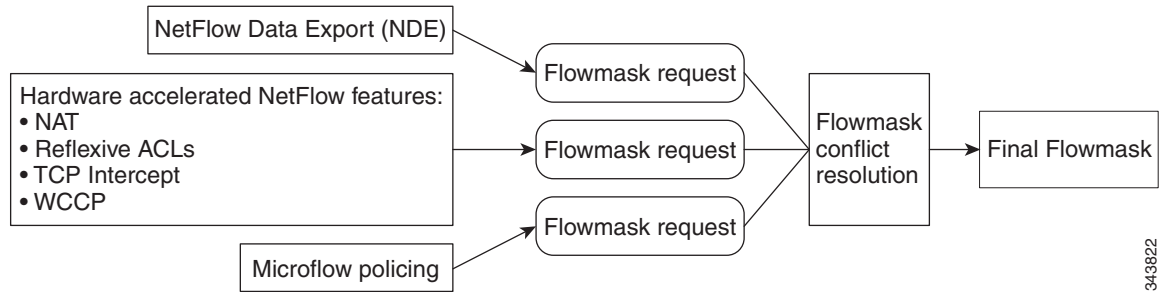 NetFlow Data Export (NDE)
Flowmask request
Hardware accelerated NetFlow features:
• NAT
• Reflexive ACLs
• TCP Intercept
• WCCP
Flowmask request
Microflow policing
Flowmask request
Flowmask
conflict
resolution
Final Flowmask
343822